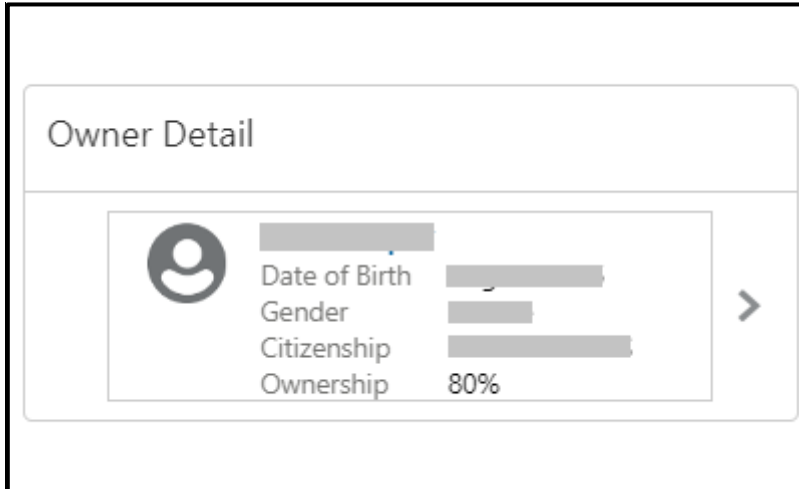 Owner Detail
Date of Birth
Gender
Citizenship
Ownership 80%